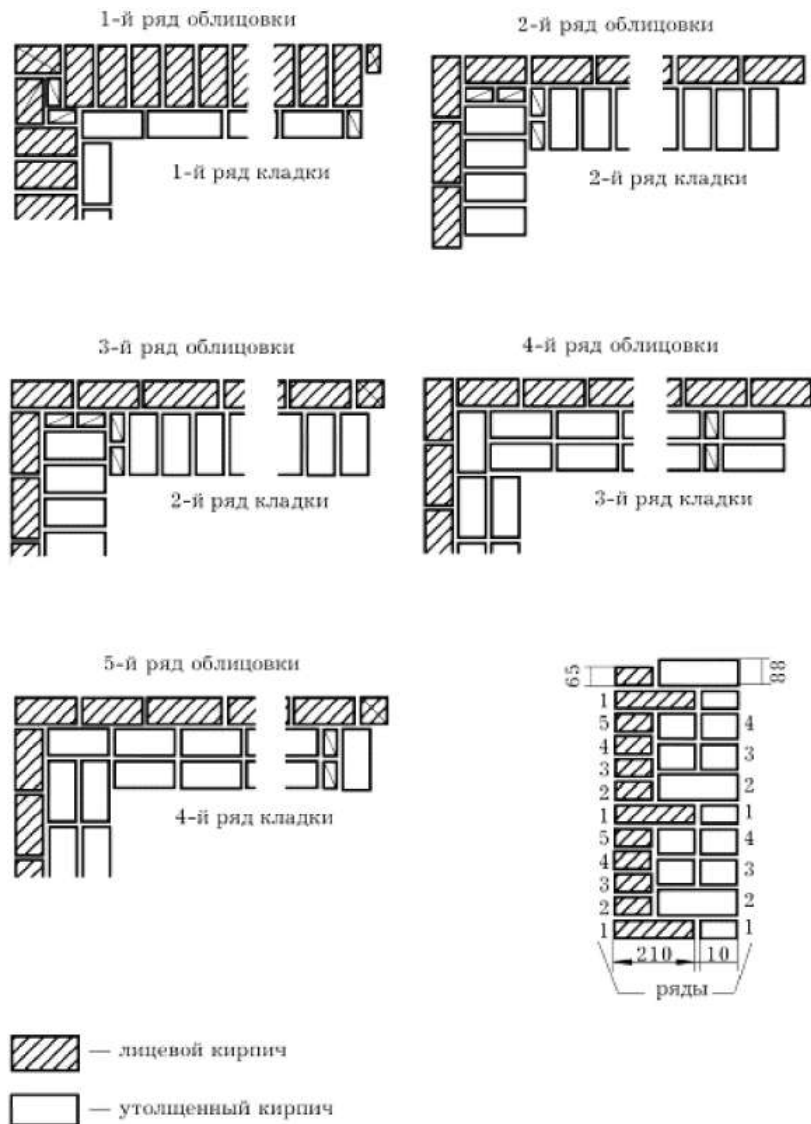 1-й ряд облицовки
2-й ряд облицовки
1-й ряд кладки
2-й ряд кладки
3-й ряд облицовки
4-й ряд облицовки
2-й ряд кладки
3-й ряд кладки
5-й ряд облицовки
4-й ряд кладки
65
88
1
5 4
4
3
3
2 2
1 1
5 4
4
3
3
2 2
1 1
210 10
ряды
— лицевой кирпич
— утолщенный кирпич